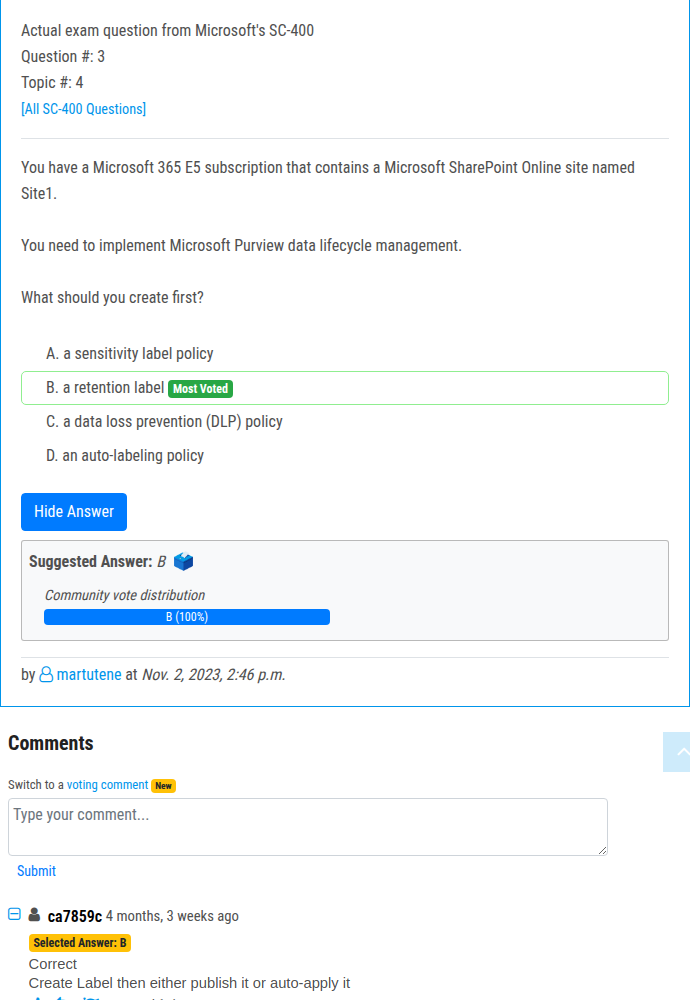 Actual exam question from Microsoft's SC-400
Question #: 3
Topic #: 4
[All SC-400 Questions]
You have a Microsoft 365 E5 subscription that contains a Microsoft SharePoint Online site named
Site1.
You need to implement Microsoft Purview data lifecycle management.
What should you create first?
A. a sensitivity label policy
B. a retention label Most Voted
C. a data loss prevention (DLP) policy
D. an auto-labeling policy
Hide Answer
Suggested Answer: B
Community vote distribution
B (100%)
by martutene at Nov. 2, 2023, 2:46 p.m.
Comments
Switch to a voting comment New
Type your comment...
Submit
ca7859c 4 months, 3 weeks ago
Selected Answer: B
Correct
Create Label then either publish it or auto-apply it